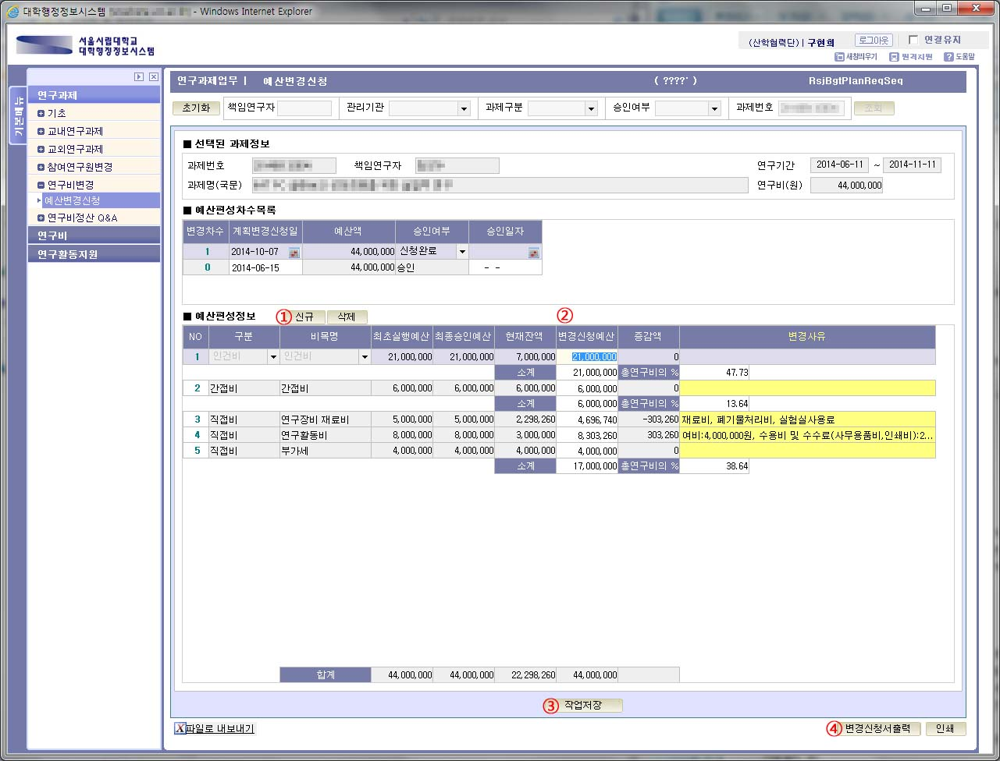 대학행정정보시스템 - Windows Internet Explorer
서울시립대학교
대학행정정보시스템
(산학협력단) | 구현회 로그아웃 연결유지
새창띄우기 원격지원 도움말
기본메뉴
연구과제
기초
교내연구과제
교외연구과제
참여연구원변경
연구비변경
예산변경신청
연구비정산 Q&A
연구비
연구활동지원
연구과제업무 | 예산변경신청 ( ????˙ ) RsjBgtPlanReqSeq
초기화 책임연구자 관리기관 과제구분 승인여부 과제번호 조회
■ 선택된 과제정보
과제번호 책임연구자 연구기간 2014-06-11 ~ 2014-11-11
과제명(국문) 연구비(원) 44,000,000
■ 예산편성차수목록
변경차수 계획변경신청일 예산액 승인여부 승인일자
1 2014-10-07 44,000,000 신청완료
0 2014-06-15 44,000,000 승인 - -
■ 예산편성정보 ① 신규 삭제 ②
NO 구분 비목명 최초실행예산 최종승인예산 현재잔액 변경신청예산 증감액 변경사유
1 인건비 인건비 21,000,000 21,000,000 7,000,000 21,000,000 0
소계 21,000,000 총연구비의 % 47.73
2 간접비 간접비 6,000,000 6,000,000 6,000,000 6,000,000 0
소계 6,000,000 총연구비의 % 13.64
3 직접비 연구장비 재료비 5,000,000 5,000,000 2,298,260 4,696,740 -303,260 재료비, 폐기물처리비, 실험실사용료
4 직접비 연구활동비 8,000,000 8,000,000 3,000,000 8,303,260 303,260 여비:4,000,000원, 수용비 및 수수료(사무용품비,인쇄비):2...
5 직접비 부가세 4,000,000 4,000,000 4,000,000 4,000,000 0
소계 17,000,000 총연구비의 % 38.64
합계 44,000,000 44,000,000 22,298,260 44,000,000
③ 작업저장
X파일로 내보내기 ④ 변경신청서출력 인쇄